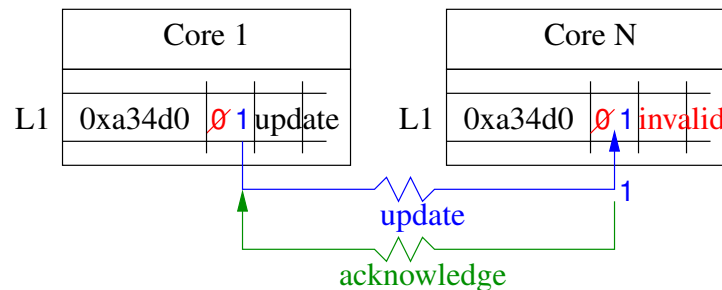 Core 1 Core N
L1 0xa34d0 0 1 update L1 0xa34d0 0 1 invalid
1
update
acknowledge